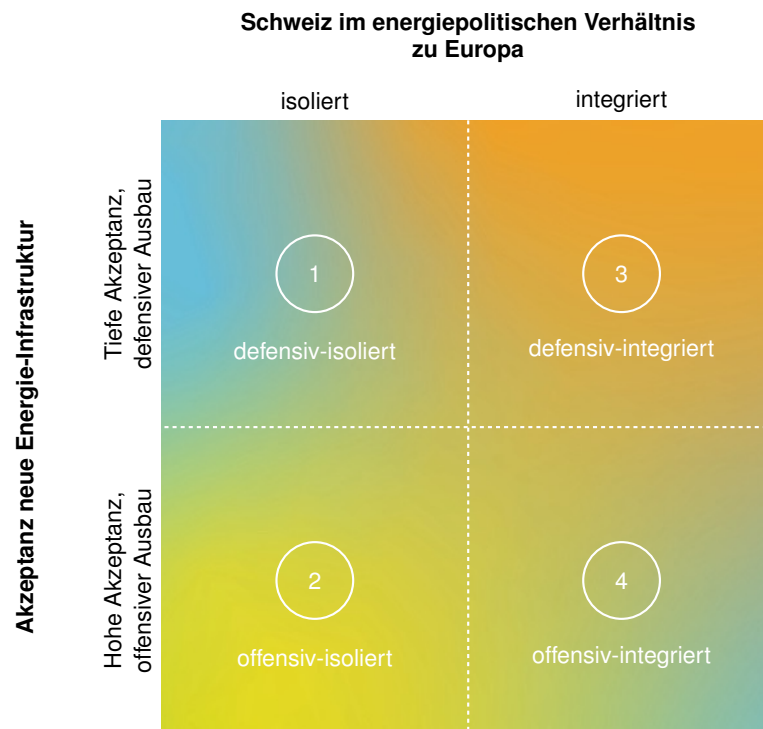 Schweiz im energiepolitischen Verhältnis
zu Europa
isoliert
integriert
Akzeptanz neue Energie-Infrastruktur
Tiefe Akzeptanz,
defensiver Ausbau
1
defensiv-isoliert
3
defensiv-integriert
Hohe Akzeptanz,
offensiver Ausbau
2
offensiv-isoliert
4
offensiv-integriert